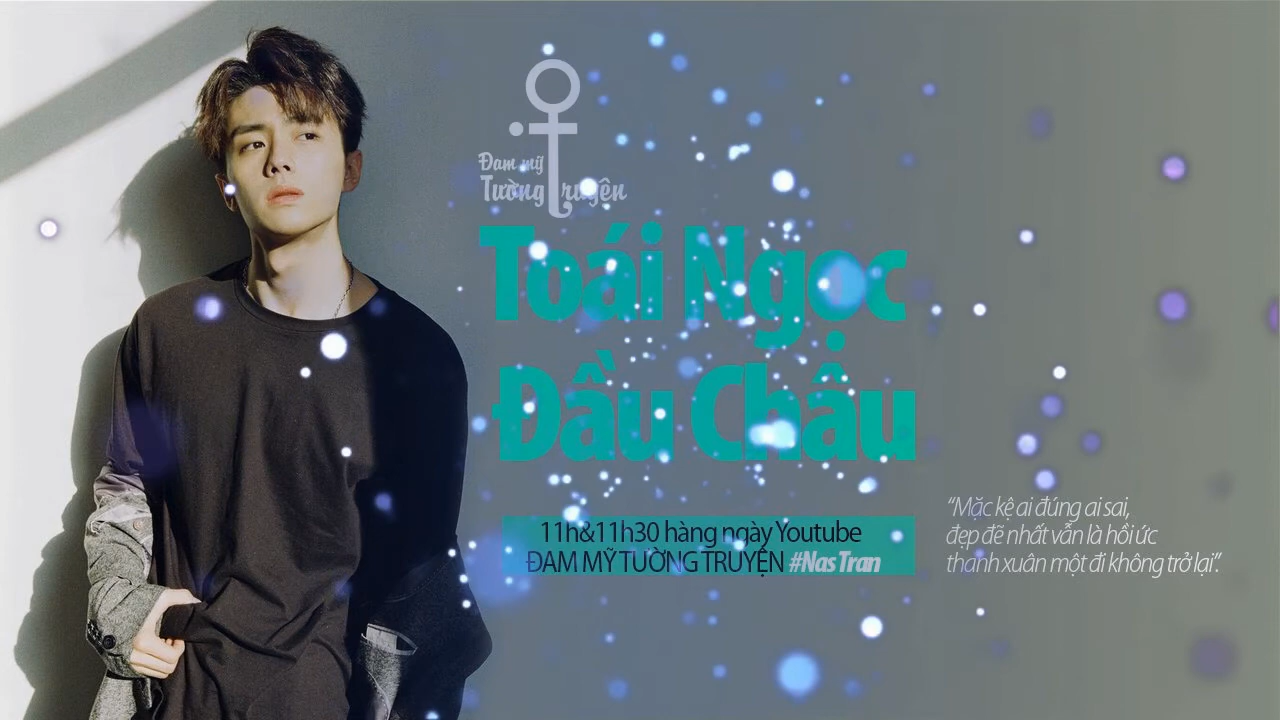 Đam mỹ
Tường Truyện
Toái Ngọc
Đầu Châu
11h&11h30 hàng ngày Youtube
ĐAM MỸ TƯỜNG TRUYỆN #Nas Tran
“Mặc kệ ai đúng ai sai,
đẹp đẽ nhất vẫn là hồi ức
thanh xuân một đi không trở lại”.